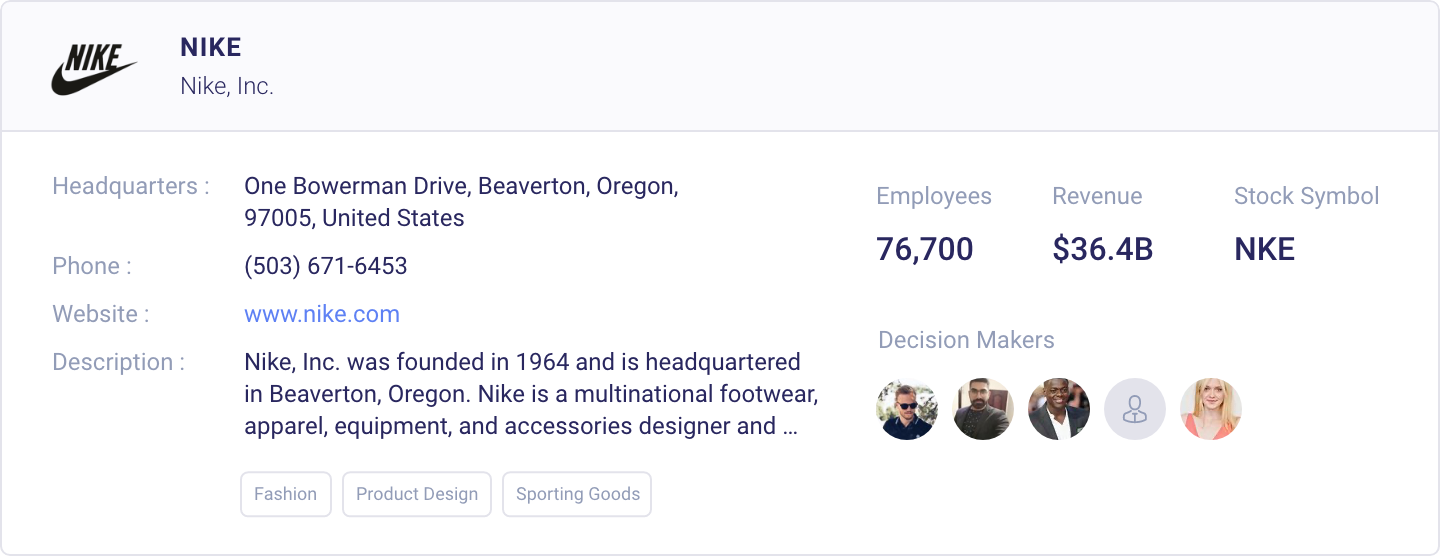 NIKE
NIKE
Nike, Inc.
Headquarters :
One Bowerman Drive, Beaverton, Oregon,
97005, United States
Phone :
(503) 671-6453
Website :
www.nike.com
Description :
Nike, Inc. was founded in 1964 and is headquartered
in Beaverton, Oregon. Nike is a multinational footwear,
apparel, equipment, and accessories designer and ...
Fashion
Product Design
Sporting Goods
Employees
76,700
Revenue
$36.4B
Stock Symbol
NKE
Decision Makers